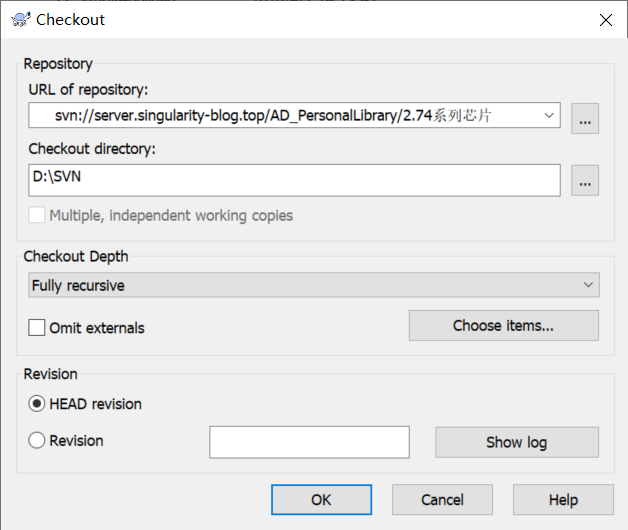 Checkout
Repository
URL of repository:
svn://server.singularity-blog.top/AD_PersonalLibrary/2.74系列芯片
...
Checkout directory:
D:\SVN
...
Multiple, independent working copies
Checkout Depth
Fully recursive
Omit externals
Choose items...
Revision
HEAD revision
Revision
Show log
OK
Cancel
Help